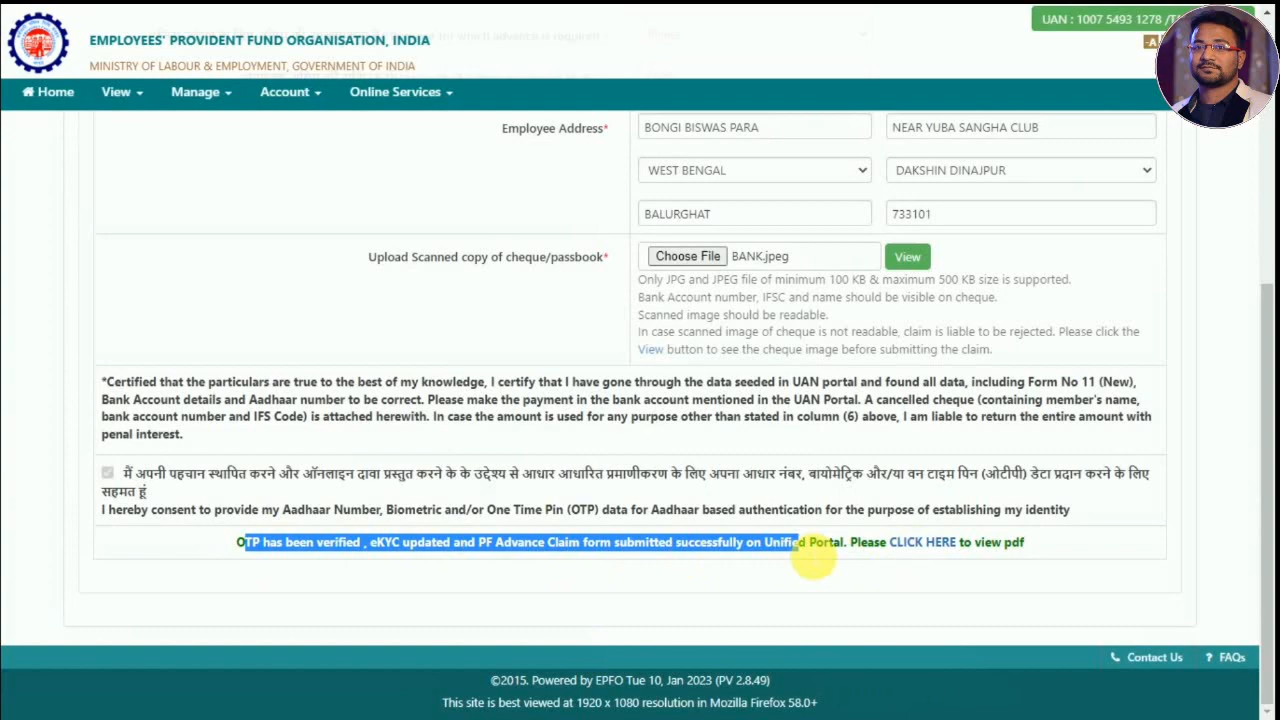 UAN : 1007 5493 1278 /T
EMPLOYEES' PROVIDENT FUND ORGANISATION, INDIA
for which advance is required
MINISTRY OF LABOUR & EMPLOYMENT, GOVERNMENT OF INDIA
-A
Home View Manage Account Online Services
Employee Address* BONGI BISWAS PARA NEAR YUBA SANGHA CLUB
WEST BENGAL DAKSHIN DINAJPUR
BALURGHAT 733101
Upload Scanned copy of cheque/passbook* Choose File BANK.jpeg View
Only JPG and JPEG file of minimum 100 KB & maximum 500 KB size is supported.
Bank Account number, IFSC and name should be visible on cheque.
Scanned image should be readable.
In case scanned image of cheque is not readable, claim is liable to be rejected. Please click the
View button to see the cheque image before submitting the claim.
*Certified that the particulars are true to the best of my knowledge, I certify that I have gone through the data seeded in UAN portal and found all data, including Form No 11 (New),
Bank Account details and Aadhaar number to be correct. Please make the payment in the bank account mentioned in the UAN Portal. A cancelled cheque (containing member's name,
bank account number and IFS Code) is attached herewith. In case the amount is used for any purpose other than stated in column (6) above, I am liable to return the entire amount with
penal interest.
मैं अपनी पहचान स्थापित करने और ऑनलाइन दावा प्रस्तुत करने के के उद्देश्य से आधार आधारित प्रमाणीकरण के लिए अपना आधार नंबर, बायोमेट्रिक और/या वन टाइम पिन (ओटीपी) डेटा प्रदान करने के लिए
सहमत हूं
I hereby consent to provide my Aadhaar Number, Biometric and/or One Time Pin (OTP) data for Aadhaar based authentication for the purpose of establishing my identity
OTP has been verified , eKYC updated and PF Advance Claim form submitted successfully on Unified Portal. Please CLICK HERE to view pdf
Contact Us ? FAQs
©2015. Powered by EPFO Tue 10, Jan 2023 (PV 2.8.49)
This site is best viewed at 1920 x 1080 resolution in Mozilla Firefox 58.0+